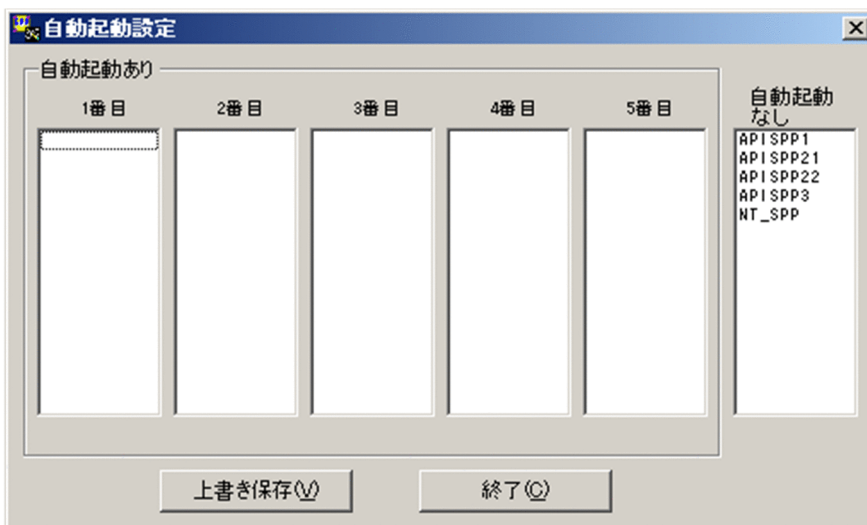 自動起動設定
自動起動あり
1番目
2番目
3番目
4番目
5番目
自動起動
なし
APISPP1
APISPP21
APISPP22
APISPP3
NT_SPP
上書き保存(V)
終了(C)